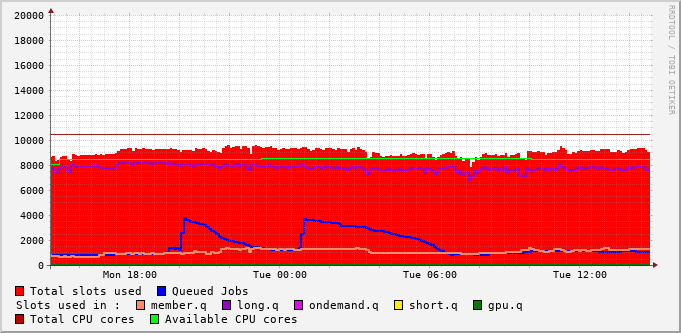 20000
18000
16000
14000
12000
10000
8000
6000
4000
2000
0
Mon 18:00 Tue 00:00 Tue 06:00 Tue 12:00
Total slots used Queued Jobs
Slots used in : member.q long.q ondemand.q short.q gpu.q
Total CPU cores Available CPU cores
RRDTOOL / TOBI OETIKER